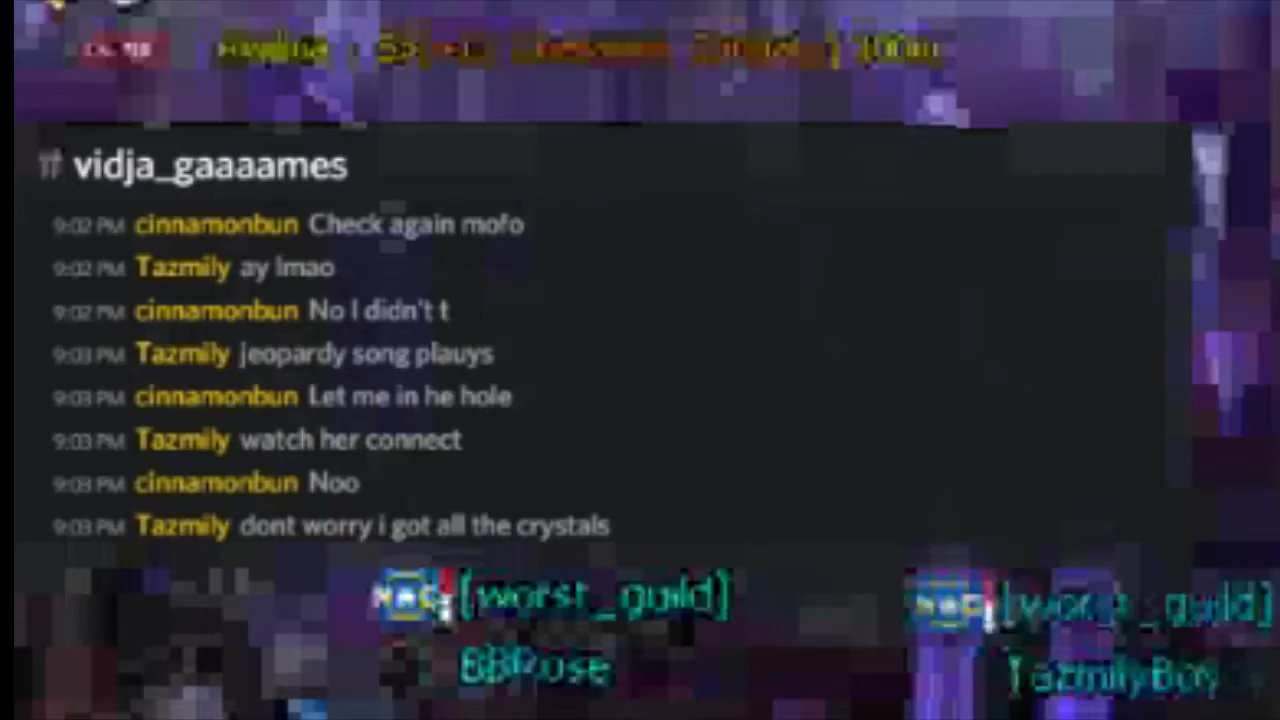 # vidja_gaaaames
9:02 PM cinnamonbun Check again mofo
9:02 PM Tazmily ay lmao
9:02 PM cinnamonbun No I didn't t
9:03 PM Tazmily jeopardy song plauys
9:03 PM cinnamonbun Let me in he hole
9:03 PM Tazmily watch her connect
9:03 PM cinnamonbun Noo
9:03 PM Tazmily dont worry i got all the crystals
[worst_guild] [worst_guild]
BBRose TazmilyBoy